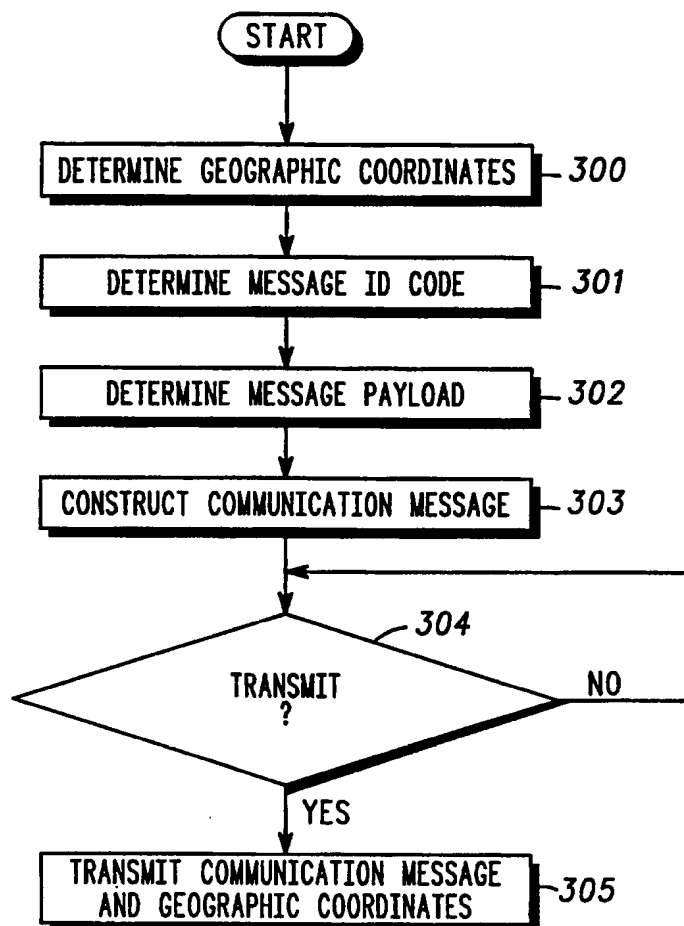 START
DETERMINE GEOGRAPHIC COORDINATES
300
DETERMINE MESSAGE ID CODE
301
DETERMINE MESSAGE PAYLOAD
302
CONSTRUCT COMMUNICATION MESSAGE
303
304
TRANSMIT
?
NO
YES
TRANSMIT COMMUNICATION MESSAGE
AND GEOGRAPHIC COORDINATES
305